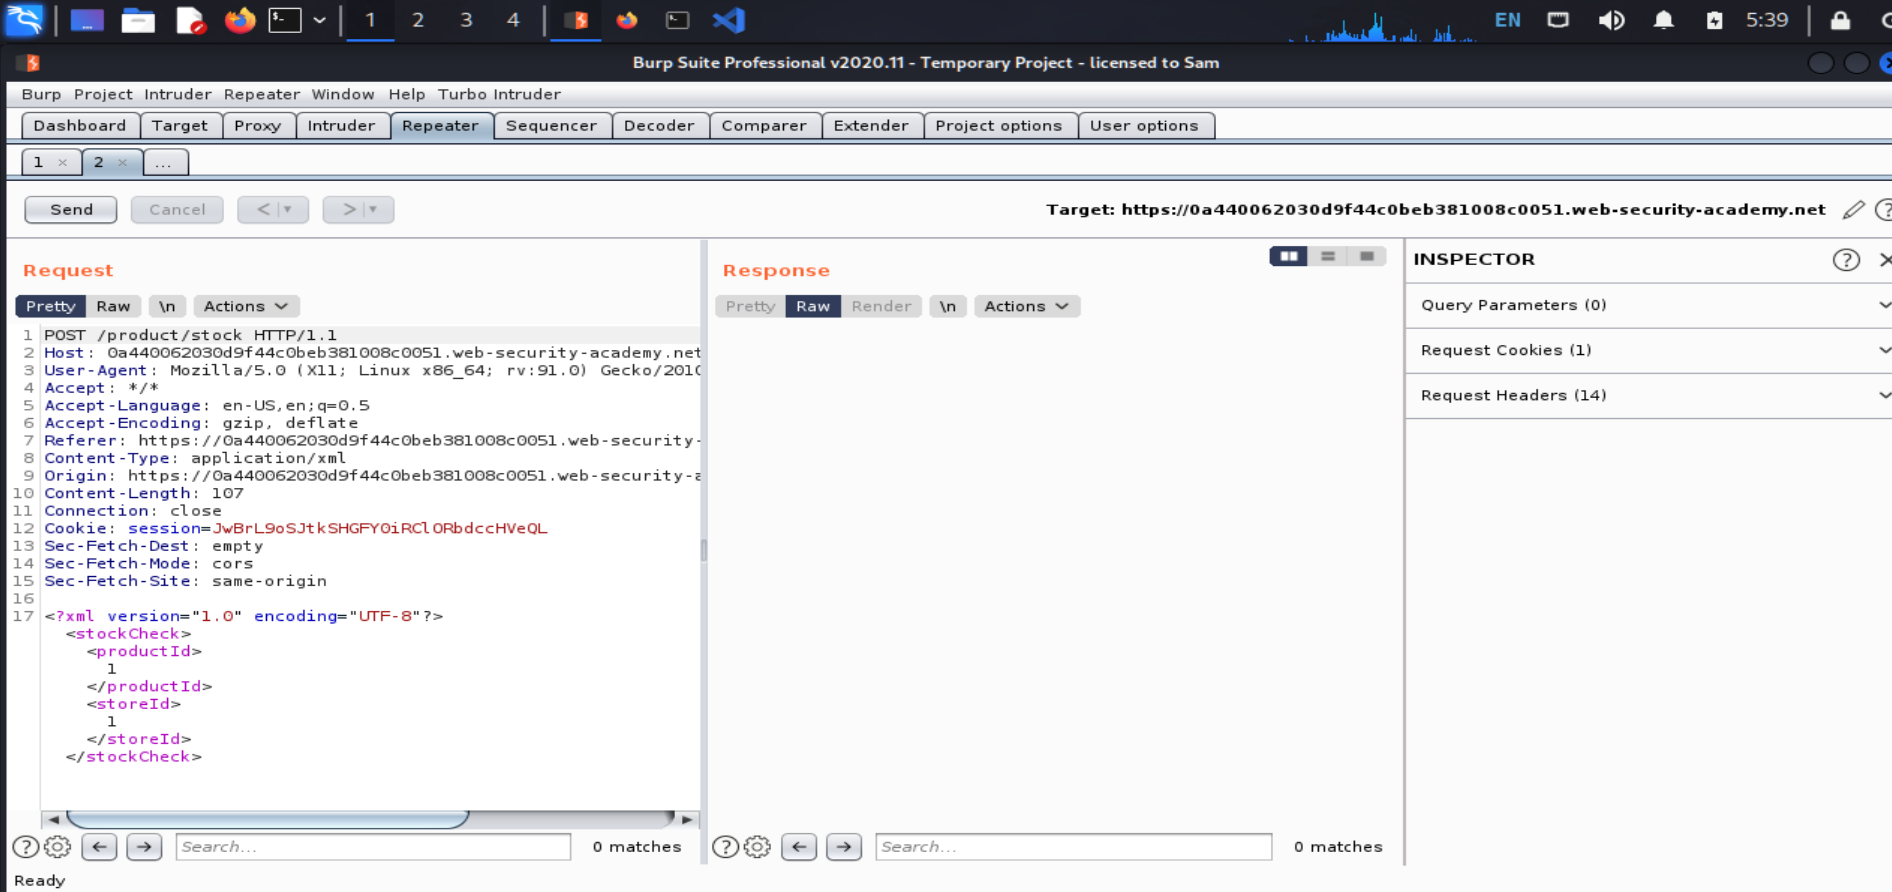 1 2 3 4 EN 5:39
Burp Suite Professional v2020.11 - Temporary Project - licensed to Sam
Burp Project Intruder Repeater Window Help Turbo Intruder
Dashboard Target Proxy Intruder Repeater Sequencer Decoder Comparer Extender Project options User options
1 × 2 × ...
Send Cancel < > Target: https://0a440062030d9f44c0beb381008c0051.web-security-academy.net
Request
Pretty Raw \n Actions
1 POST /product/stock HTTP/1.1
2 Host: 0a440062030d9f44c0beb381008c0051.web-security-academy.net
3 User-Agent: Mozilla/5.0 (X11; Linux x86_64; rv:91.0) Gecko/2010
4 Accept: */*
5 Accept-Language: en-US,en;q=0.5
6 Accept-Encoding: gzip, deflate
7 Referer: https://0a440062030d9f44c0beb381008c0051.web-security-
8 Content-Type: application/xml
9 Origin: https://0a440062030d9f44c0beb381008c0051.web-security-a
10 Content-Length: 107
11 Connection: close
12 Cookie: session=JwBrL9oSJtkSHGFY0iRClORbdccHVeQL
13 Sec-Fetch-Dest: empty
14 Sec-Fetch-Mode: cors
15 Sec-Fetch-Site: same-origin
16
17 <?xml version="1.0" encoding="UTF-8"?>
<stockCheck>
<productId>
1
</productId>
<storeId>
1
</storeId>
</stockCheck>
Search... 0 matches
Response
Pretty Raw Render \n Actions
Search... 0 matches
INSPECTOR
Query Parameters (0)
Request Cookies (1)
Request Headers (14)
Ready